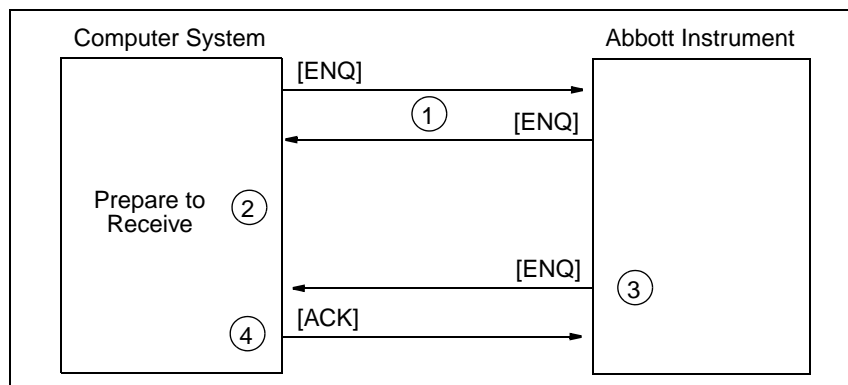 Computer System
Abbott Instrument
[ENQ]
1
[ENQ]
Prepare to
Receive
2
[ENQ]
3
[ACK]
4